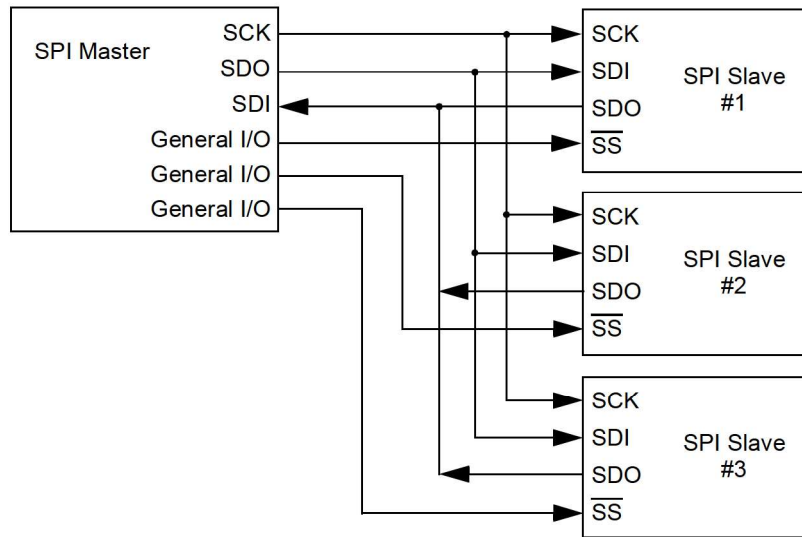 SPI Master
SCK
SDO
SDI
General I/O
General I/O
General I/O
SCK
SDI
SDO
SS
SPI Slave
#1
SCK
SDI
SDO
SS
SPI Slave
#2
SCK
SDI
SDO
SS
SPI Slave
#3